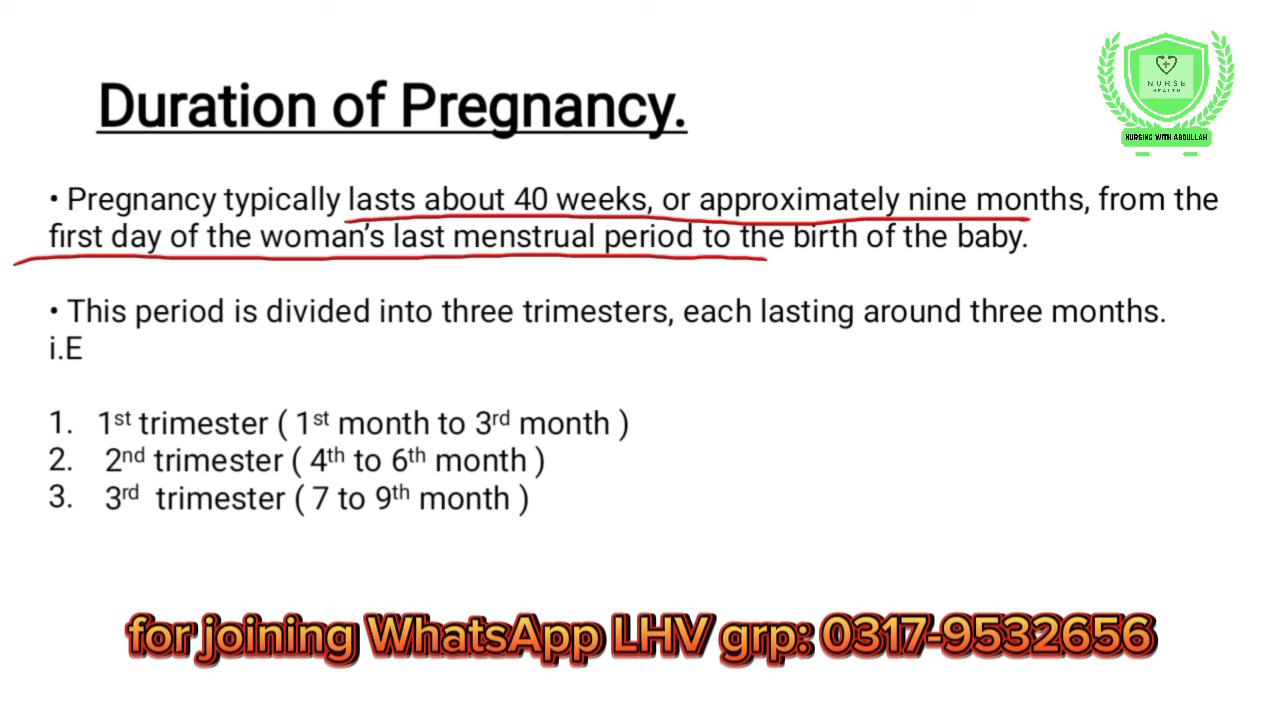 NURSE
HEALTH
NURSING WITH ABDULLAH
Duration of Pregnancy.
• Pregnancy typically lasts about 40 weeks, or approximately nine months, from the
first day of the woman’s last menstrual period to the birth of the baby.
• This period is divided into three trimesters, each lasting around three months.
i.E
1. 1st trimester ( 1st month to 3rd month )
2. 2nd trimester ( 4th to 6th month )
3. 3rd trimester ( 7 to 9th month )
for joining WhatsApp LHV grp: 0317-9532656